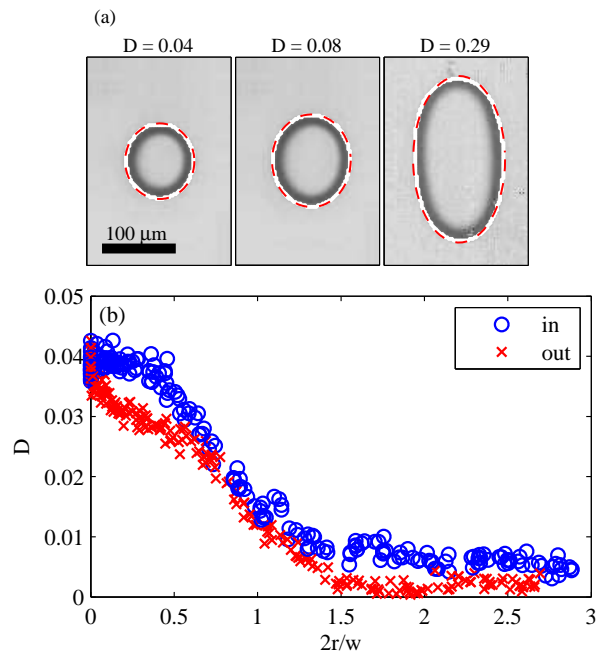 (a)
D = 0.04 D = 0.08 D = 0.29
100 μm
(b)
in
out
0.05
0.04
0.03
0.02
0.01
0
D
0 0.5 1 1.5 2 2.5 3
2r/w